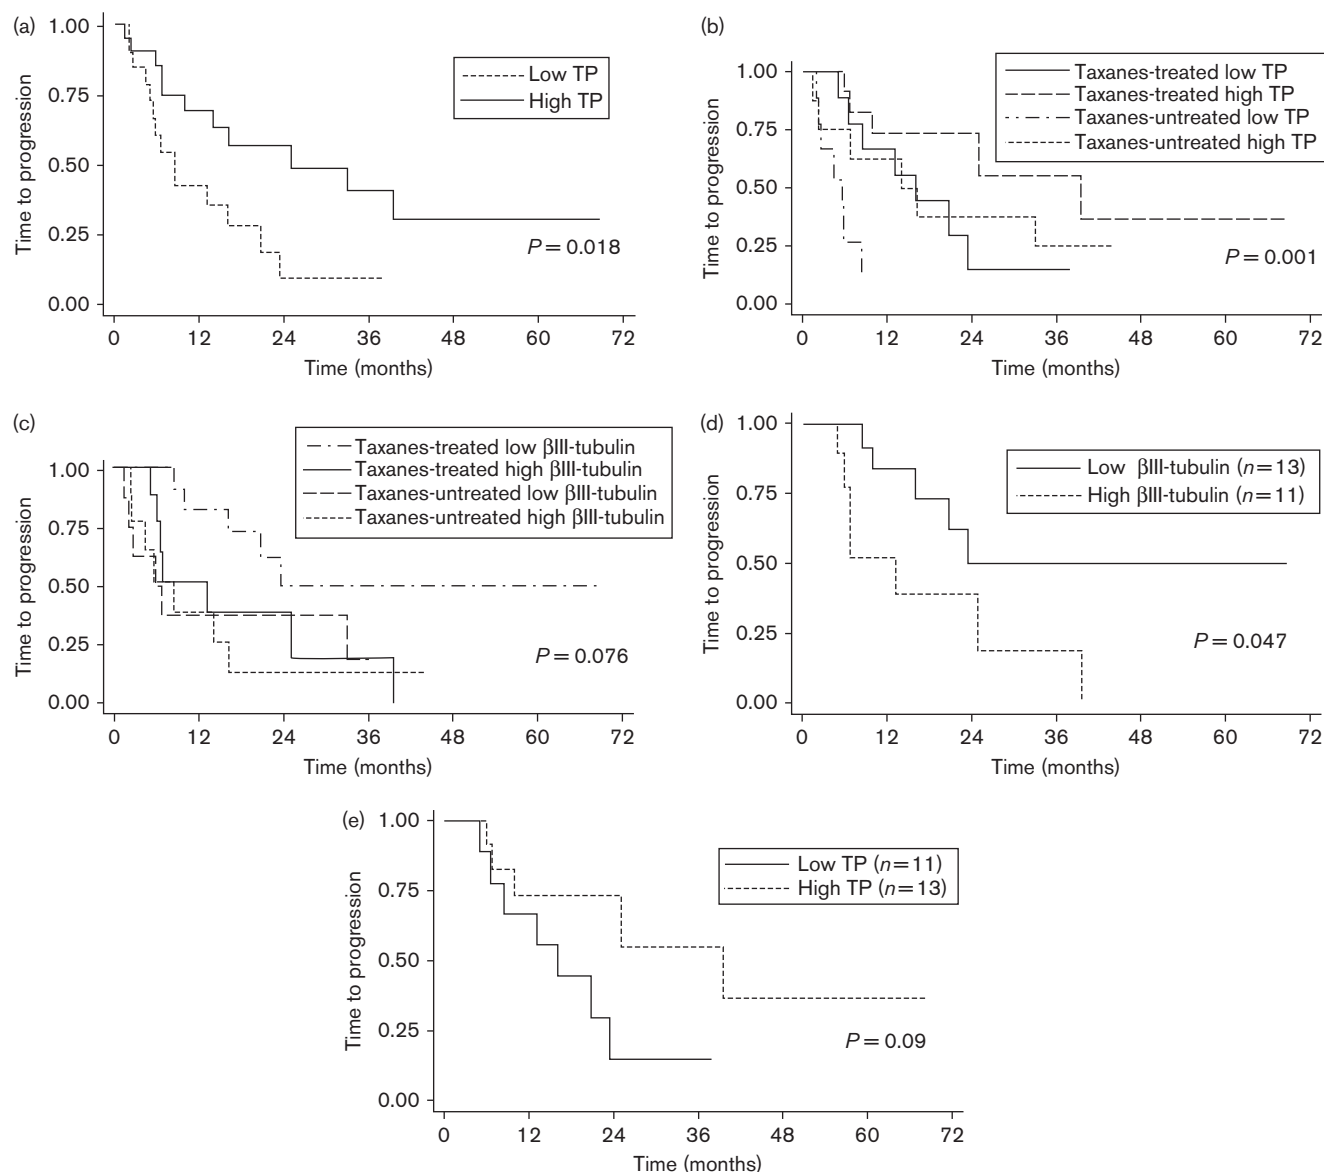 (a)
1.00
0.75
0.50
0.25
0.00
Time to progression
Low TP
High TP
P = 0.018
0 12 24 36 48 60 72
Time (months)
(b)
1.00
0.75
0.50
0.25
0.00
Time to progression
Taxanes-treated low TP
Taxanes-treated high TP
Taxanes-untreated low TP
Taxanes-untreated high TP
P = 0.001
0 12 24 36 48 60 72
Time (months)
(c)
1.00
0.75
0.50
0.25
0.00
Time to progression
Taxanes-treated low βIII-tubulin
Taxanes-treated high βIII-tubulin
Taxanes-untreated low βIII-tubulin
Taxanes-untreated high βIII-tubulin
P = 0.076
0 12 24 36 48 60 72
Time (months)
(d)
1.00
0.75
0.50
0.25
0.00
Time to progression
Low βIII-tubulin (n=13)
High βIII-tubulin (n=11)
P = 0.047
0 12 24 36 48 60 72
Time (months)
(e)
1.00
0.75
0.50
0.25
0.00
Time to progression
Low TP (n=11)
High TP (n=13)
P = 0.09
0 12 24 36 48 60 72
Time (months)